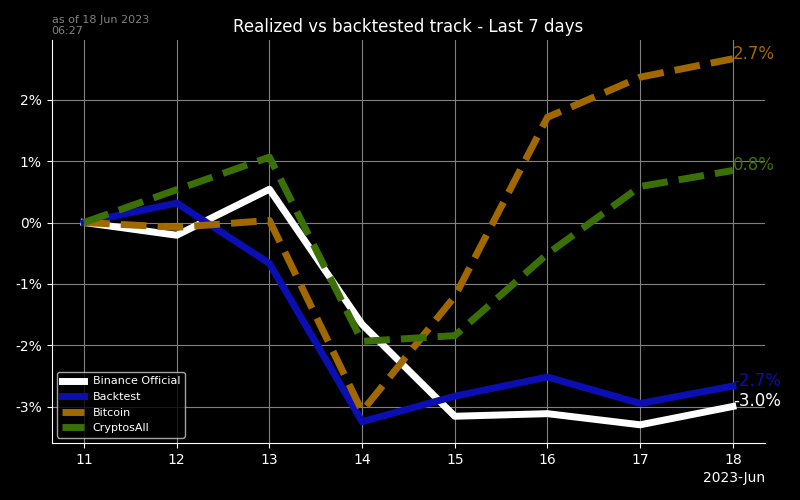 as of 18 Jun 2023
06:27
Realized vs backtested track - Last 7 days
2.7%
2%
1%
0.8%
0%
-1%
-2%
-2.7%
-3.0%
-3%
Binance Official
Backtest
Bitcoin
CryptosAll
11 12 13 14 15 16 17 18
2023-Jun